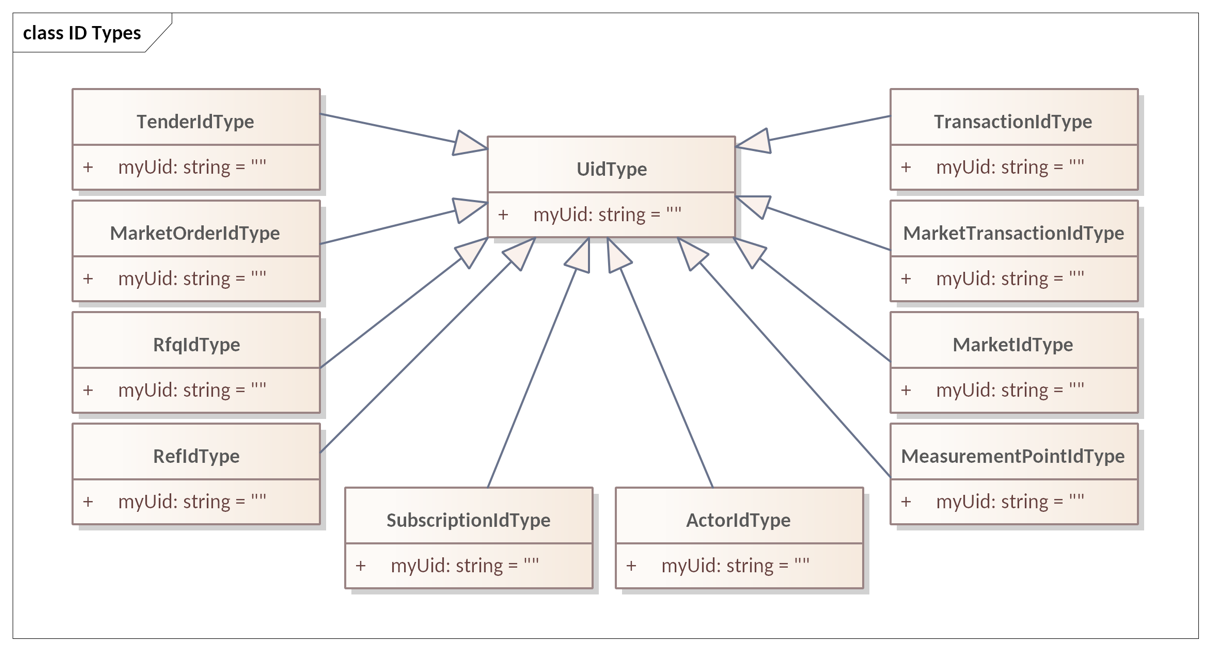 class ID Types
TenderIdType
+ myUid: string = ""
MarketOrderIdType
+ myUid: string = ""
RfqIdType
+ myUid: string = ""
RefIdType
+ myUid: string = ""
UidType
+ myUid: string = ""
SubscriptionIdType
+ myUid: string = ""
ActorIdType
+ myUid: string = ""
TransactionIdType
+ myUid: string = ""
MarketTransactionIdType
+ myUid: string = ""
MarketIdType
+ myUid: string = ""
MeasurementPointIdType
+ myUid: string = ""